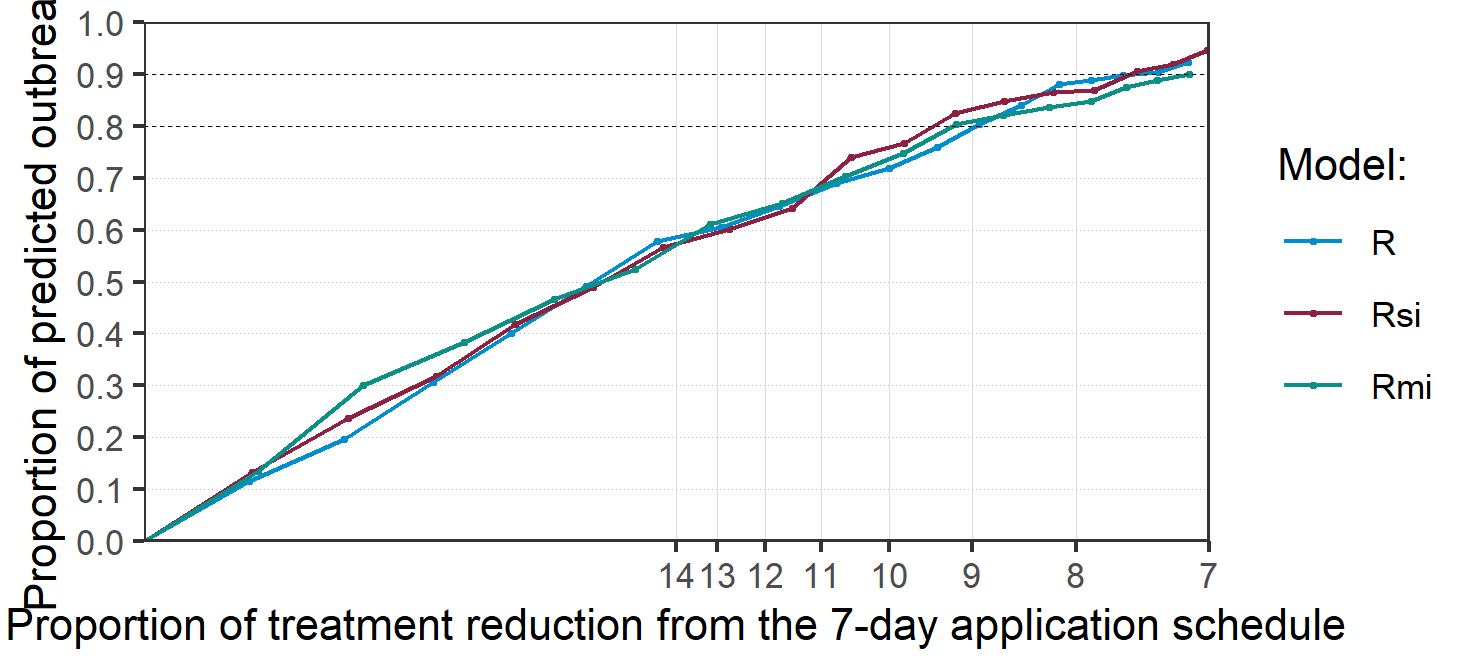 Proportion of predicted outbrea
1.0
0.9
0.8
0.7
0.6
0.5
0.4
0.3
0.2
0.1
0.0
14 13 12 11 10 9 8 7
Proportion of treatment reduction from the 7-day application schedule
Model:
R
Rsi
Rmi